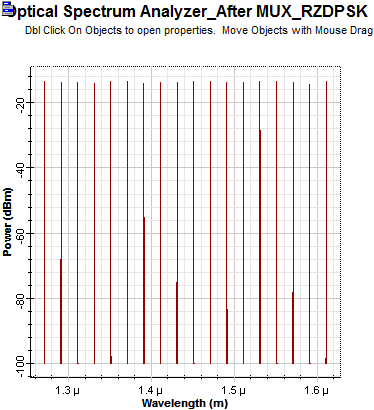 Optical Spectrum Analyzer_After MUX_RZDPSK
Dbl Click On Objects to open properties. Move Objects with Mouse Drag
-20
-40
-60
-80
-100
Power (dBm)
1.3 µ
1.4 µ
1.5 µ
1.6 µ
Wavelength (m)